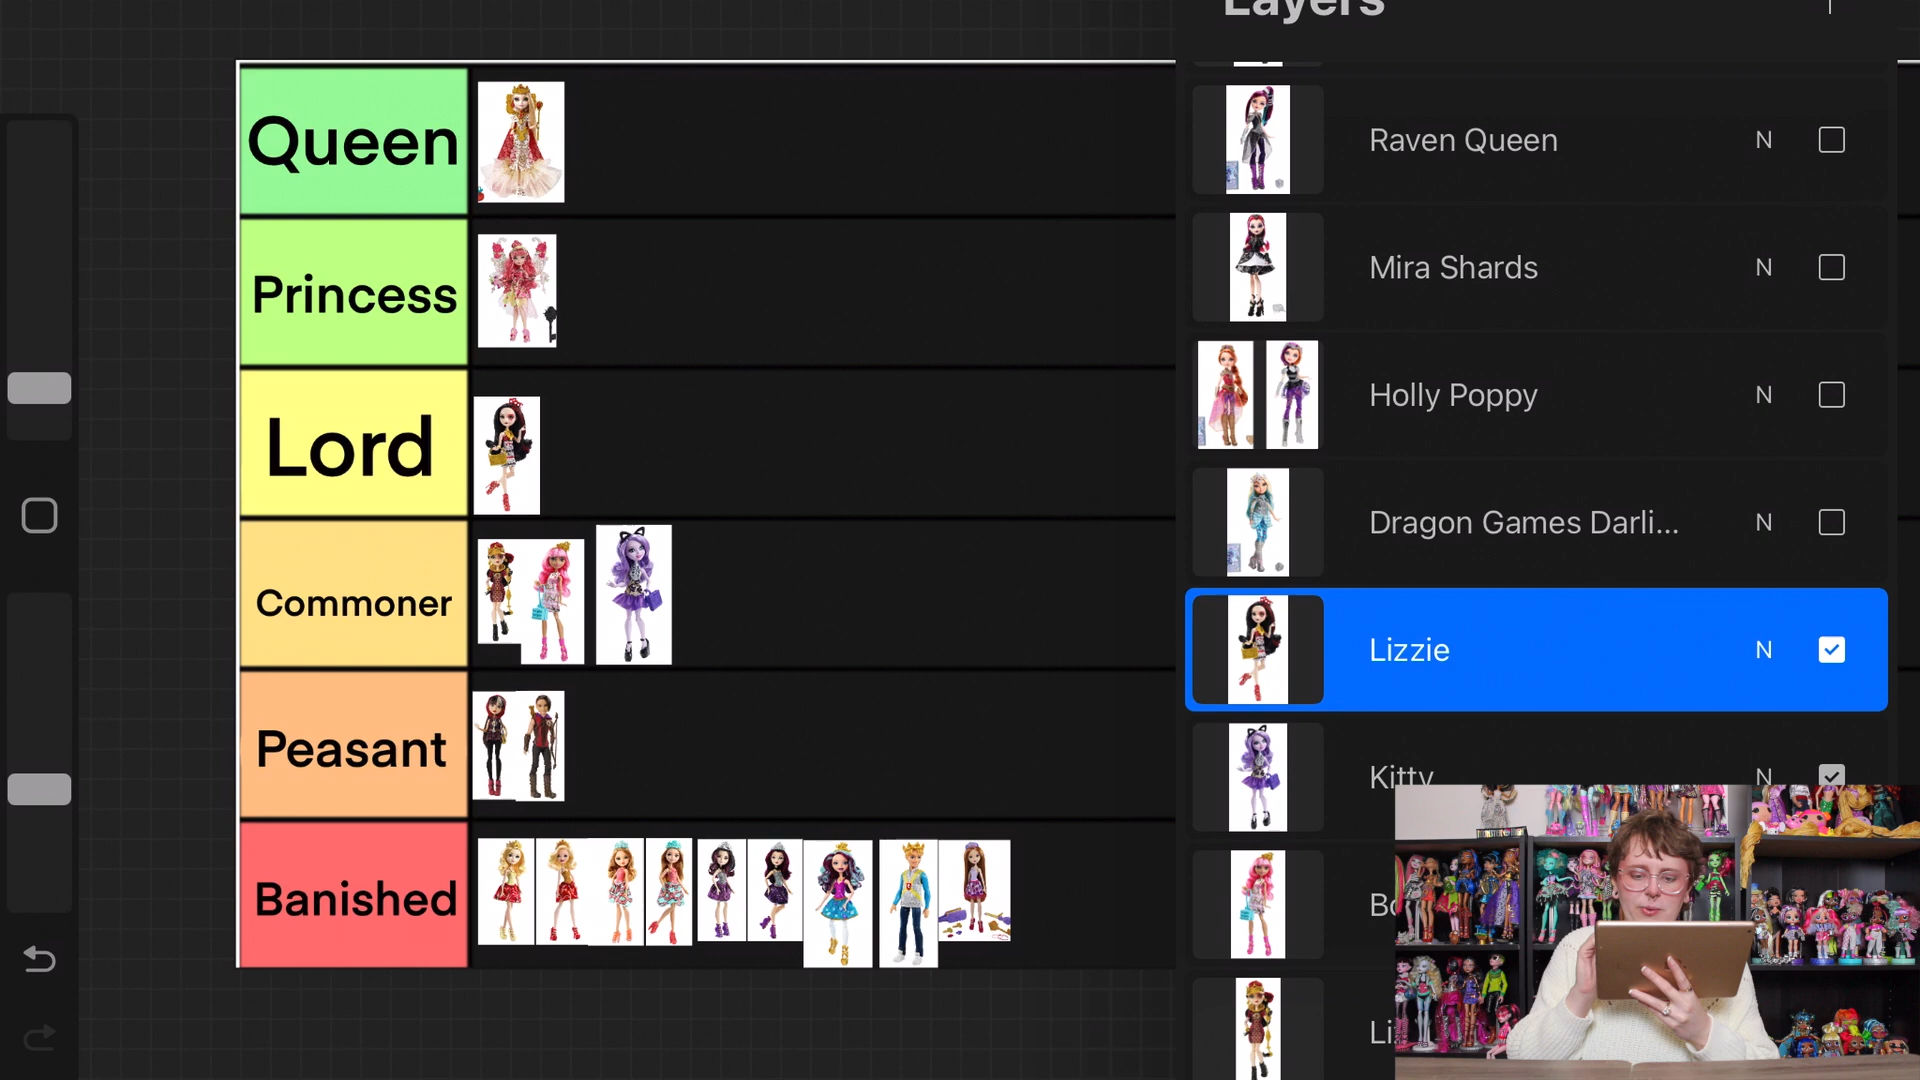 Layers
Queen
Princess
Lord
Commoner
Peasant
Banished
Raven Queen N
Mira Shards N
Holly Poppy N
Dragon Games Darli... N
Lizzie N
Kitty N